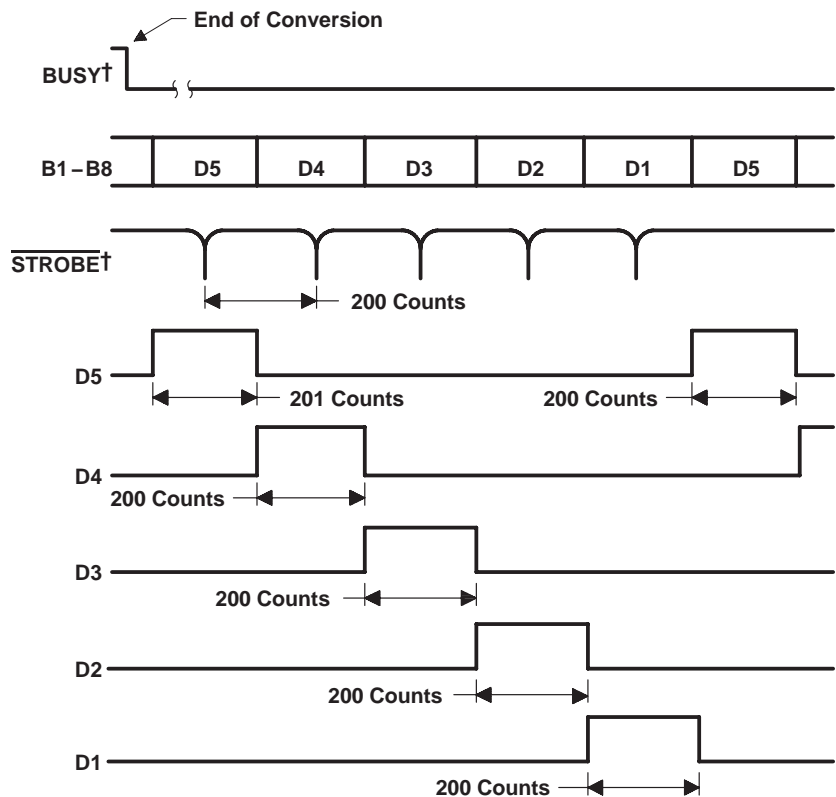 End of Conversion
BUSY†
B1–B8 D5 D4 D3 D2 D1 D5
STROBE†
200 Counts
D5
201 Counts 200 Counts
D4
200 Counts
D3
200 Counts
D2
200 Counts
D1
200 Counts